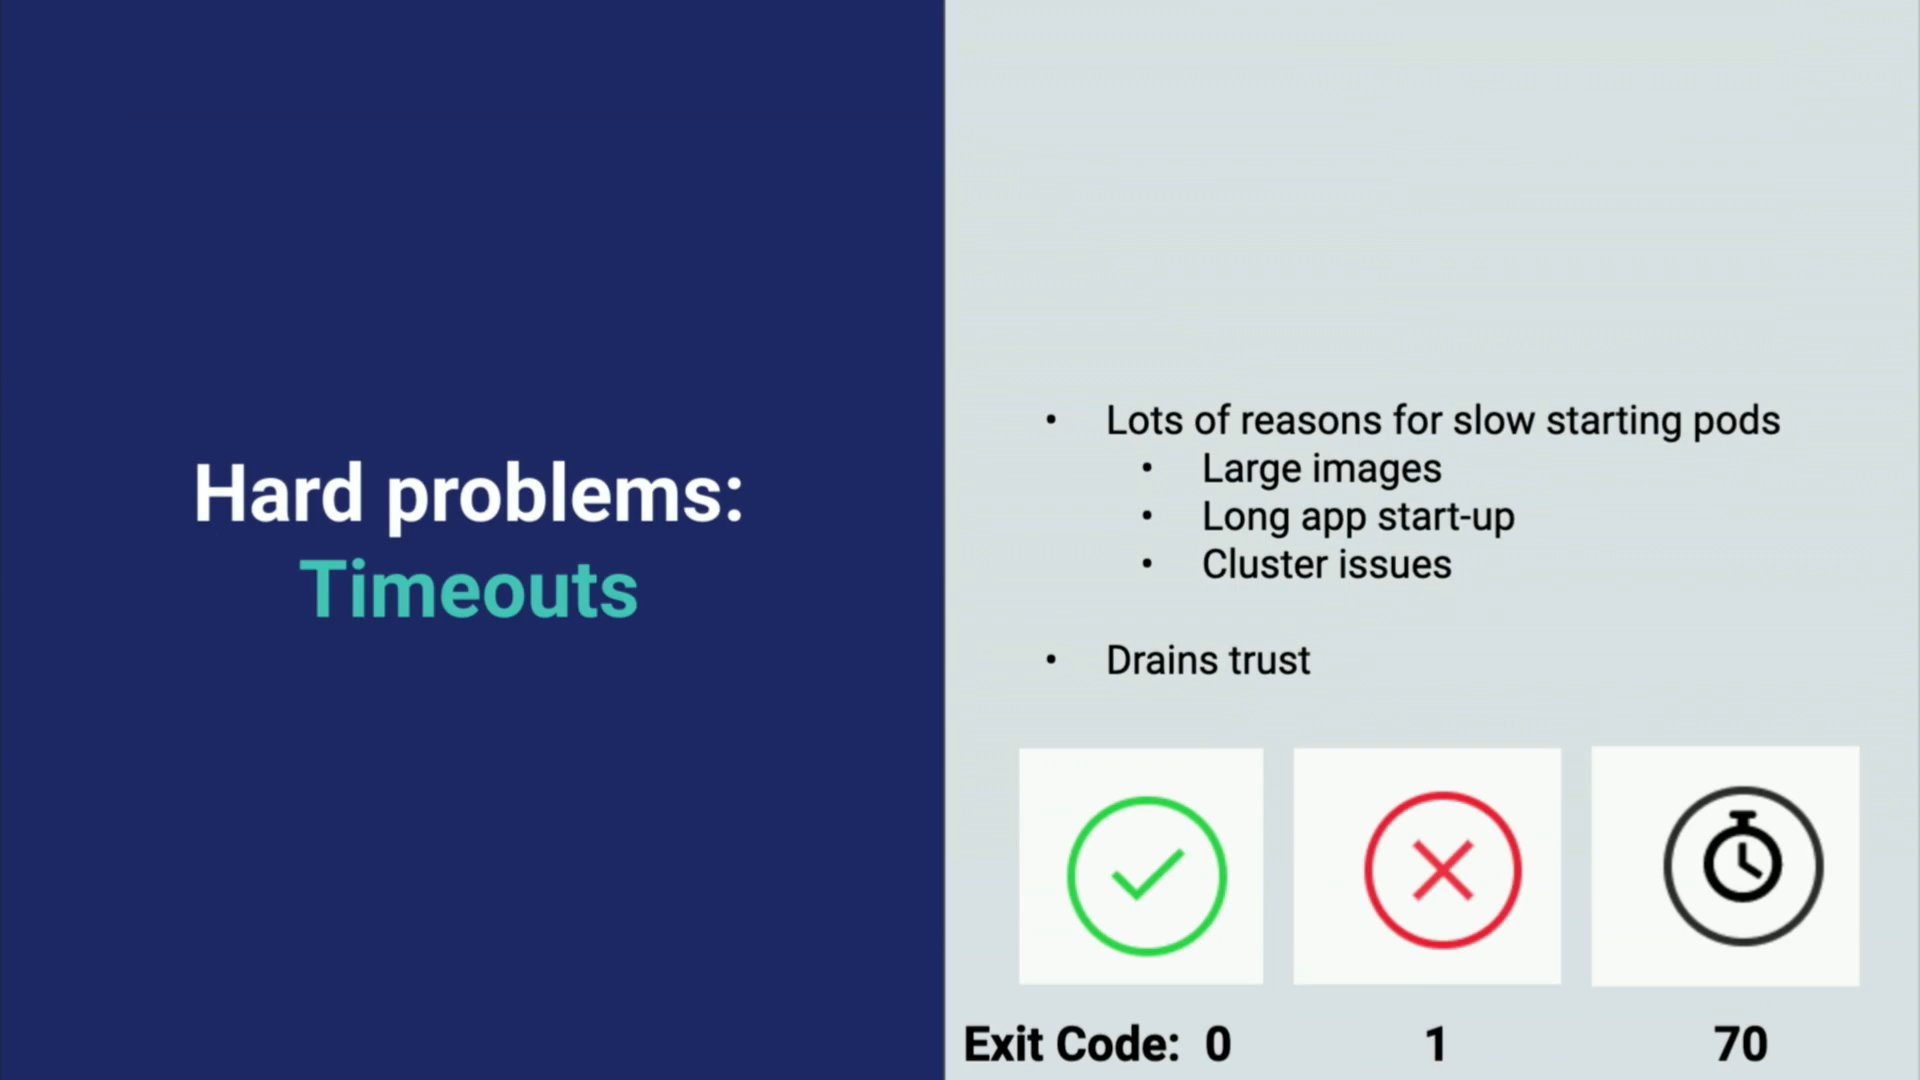 Hard problems:
Timeouts
• Lots of reasons for slow starting pods
• Large images
• Long app start-up
• Cluster issues
• Drains trust
Exit Code: 0 1 70